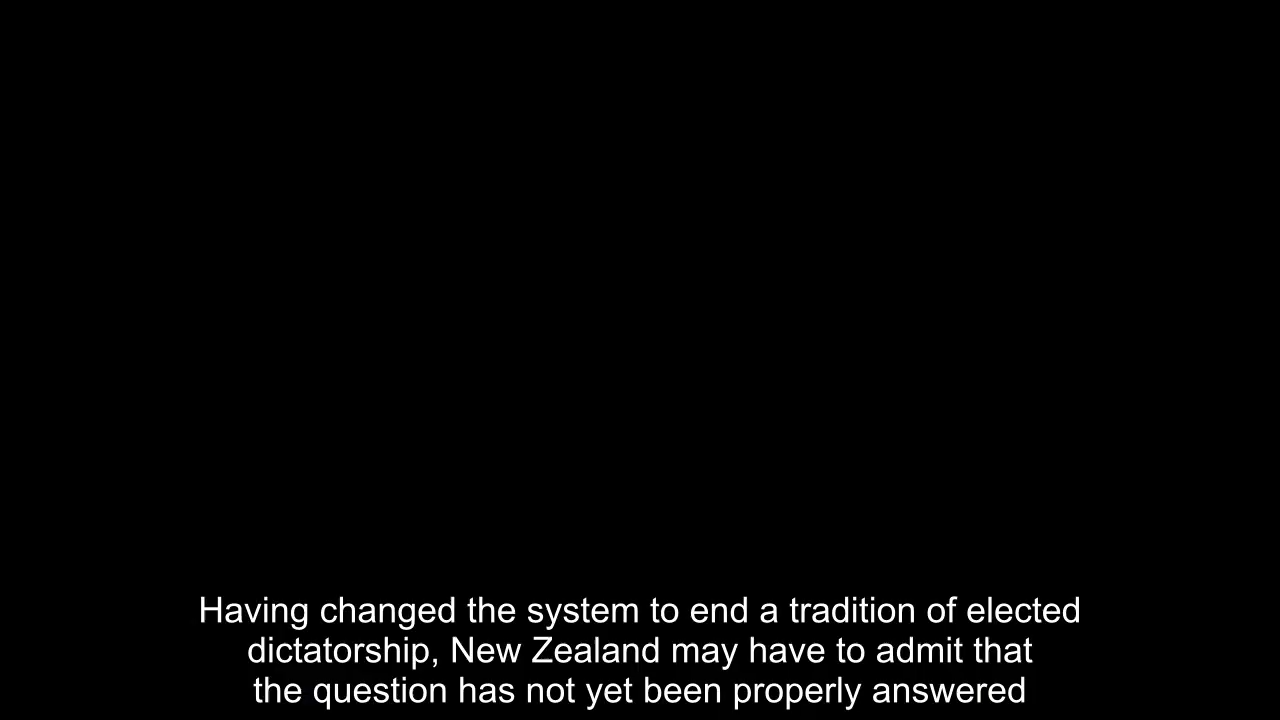 Having changed the system to end a tradition of elected
dictatorship, New Zealand may have to admit that
the question has not yet been properly answered